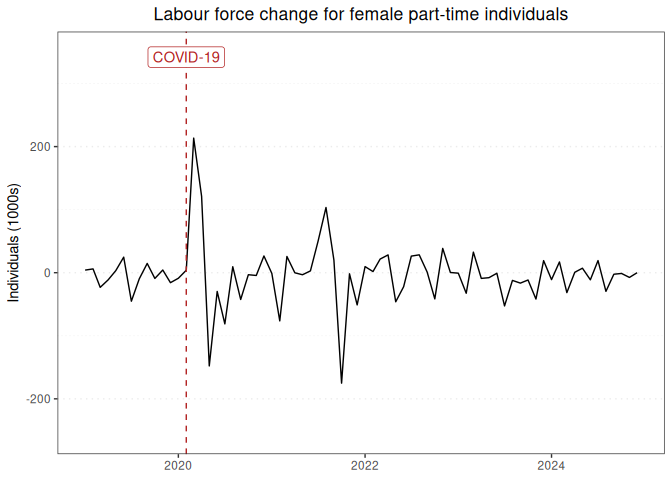 Labour force change for female part-time individuals
COVID-19
200
0
-200
Individuals (1000s)
2020
2022
2024